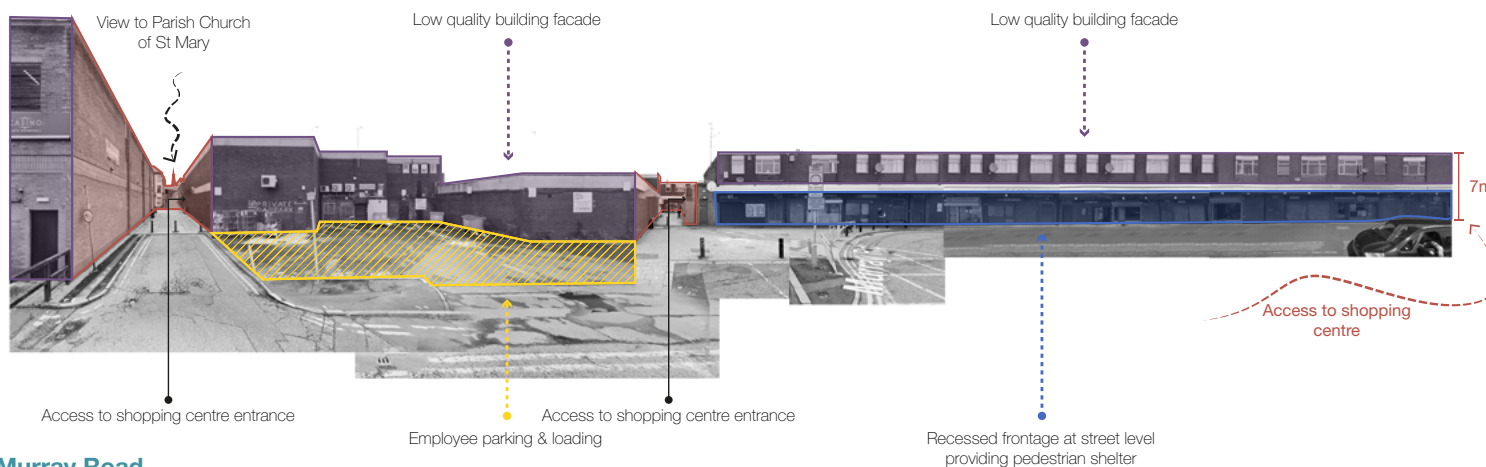 View to Parish Church
of St Mary
Low quality building facade
Low quality building facade
CASINO
PRIVATE
7m
Access to shopping
centre
Access to shopping centre entrance
Employee parking & loading
Access to shopping centre entrance
Recessed frontage at street level
providing pedestrian shelter
Murray Road